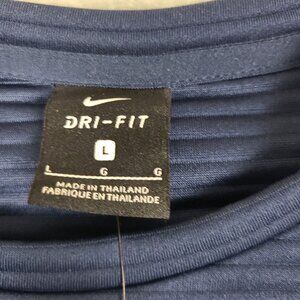 DRI-FIT
L
L G G
MADE IN THAILAND
FABRIQUE EN THAILANDE